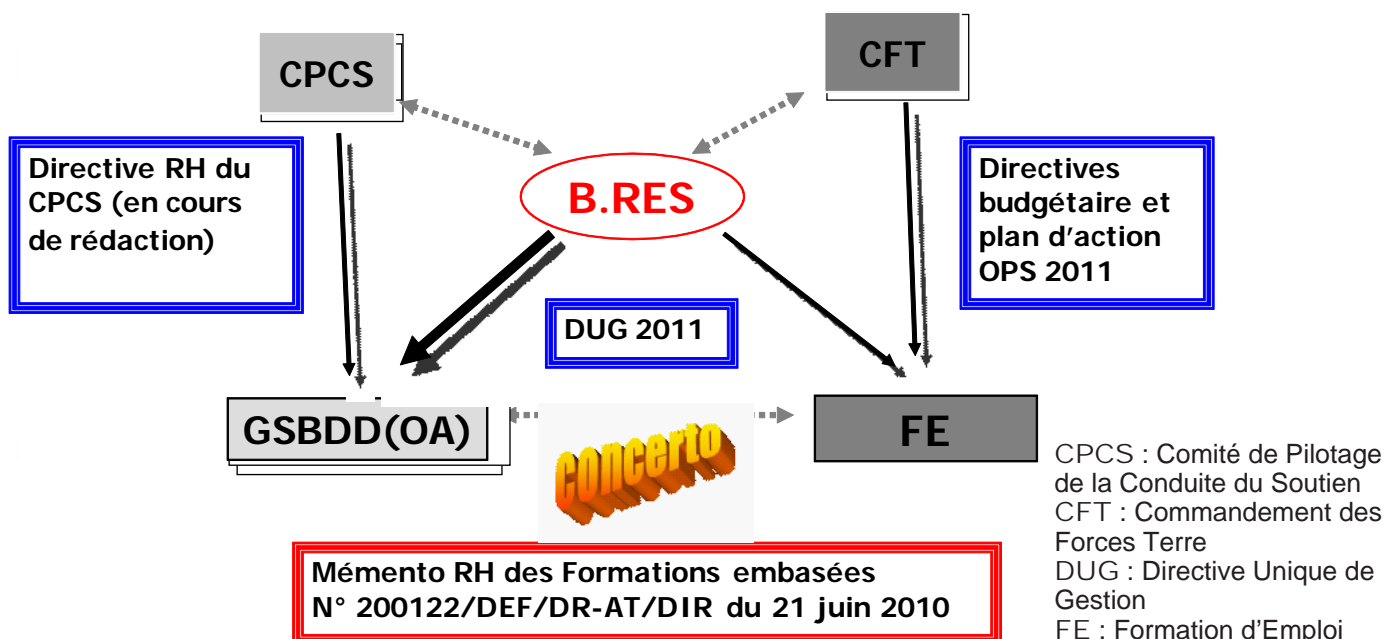 CPCS
CFT
Directive RH du
CPCS (en cours
de rédaction)
B.RES
Directives
budgétaire et
plan d'action
OPS 2011
DUG 2011
GSBDD(OA)
concerto
FE
Mémento RH des Formations embasées
N° 200122/DEF/DR-AT/DIR du 21 juin 2010
CPCS : Comité de Pilotage
de la Conduite du Soutien
CFT : Commandement des
Forces Terre
DUG : Directive Unique de
Gestion
FE : Formation d'Emploi